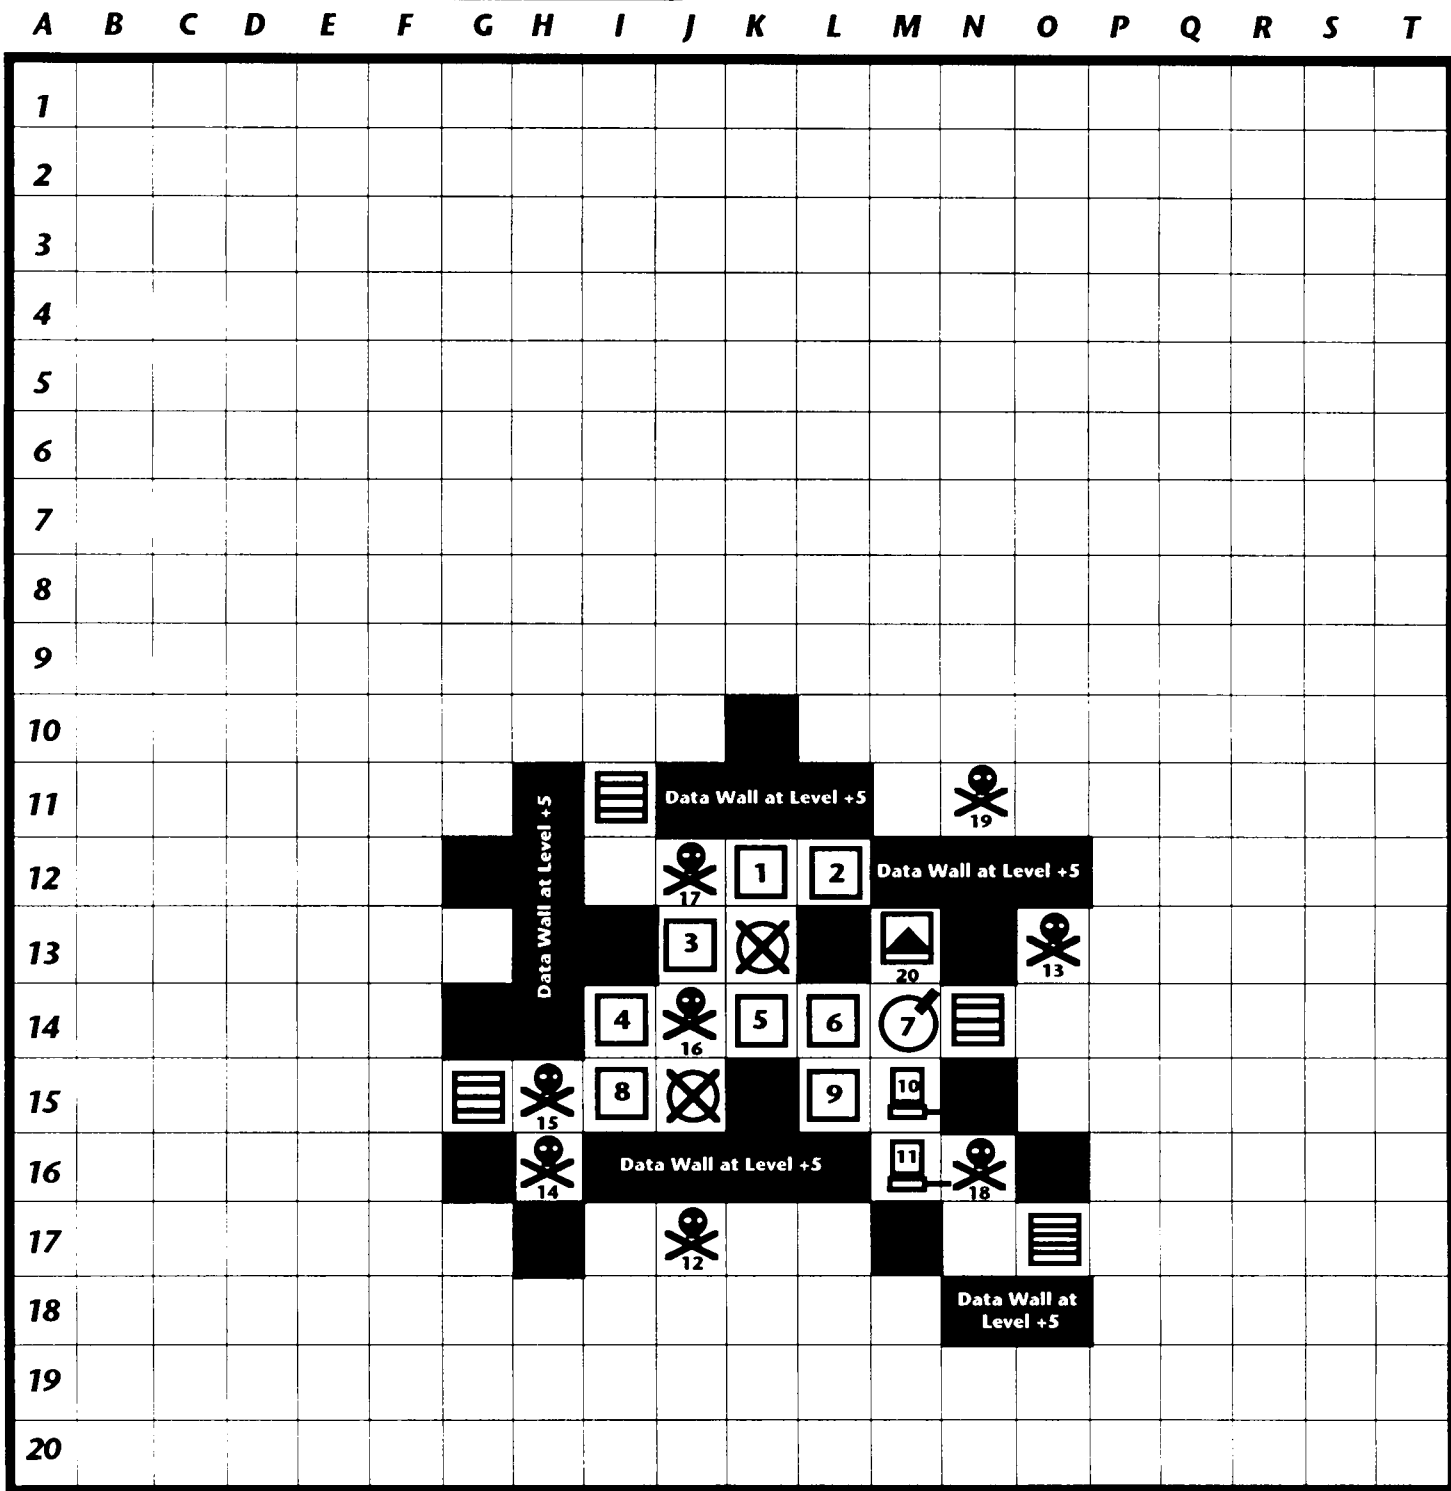 A B C D E F G H I J K L M N O P Q R S T
1
2
3
4
5
6
7
8
9
10
11 Data Wall at Level +5 19
12 Data Wall at Level +5 17 1 2 Data Wall at Level +5
13 3 20 13
14 4 16 5 6 7
15 15 8 9 10
16 14 Data Wall at Level +5 11 18
17 12
18 Data Wall at
Level +5
19
20